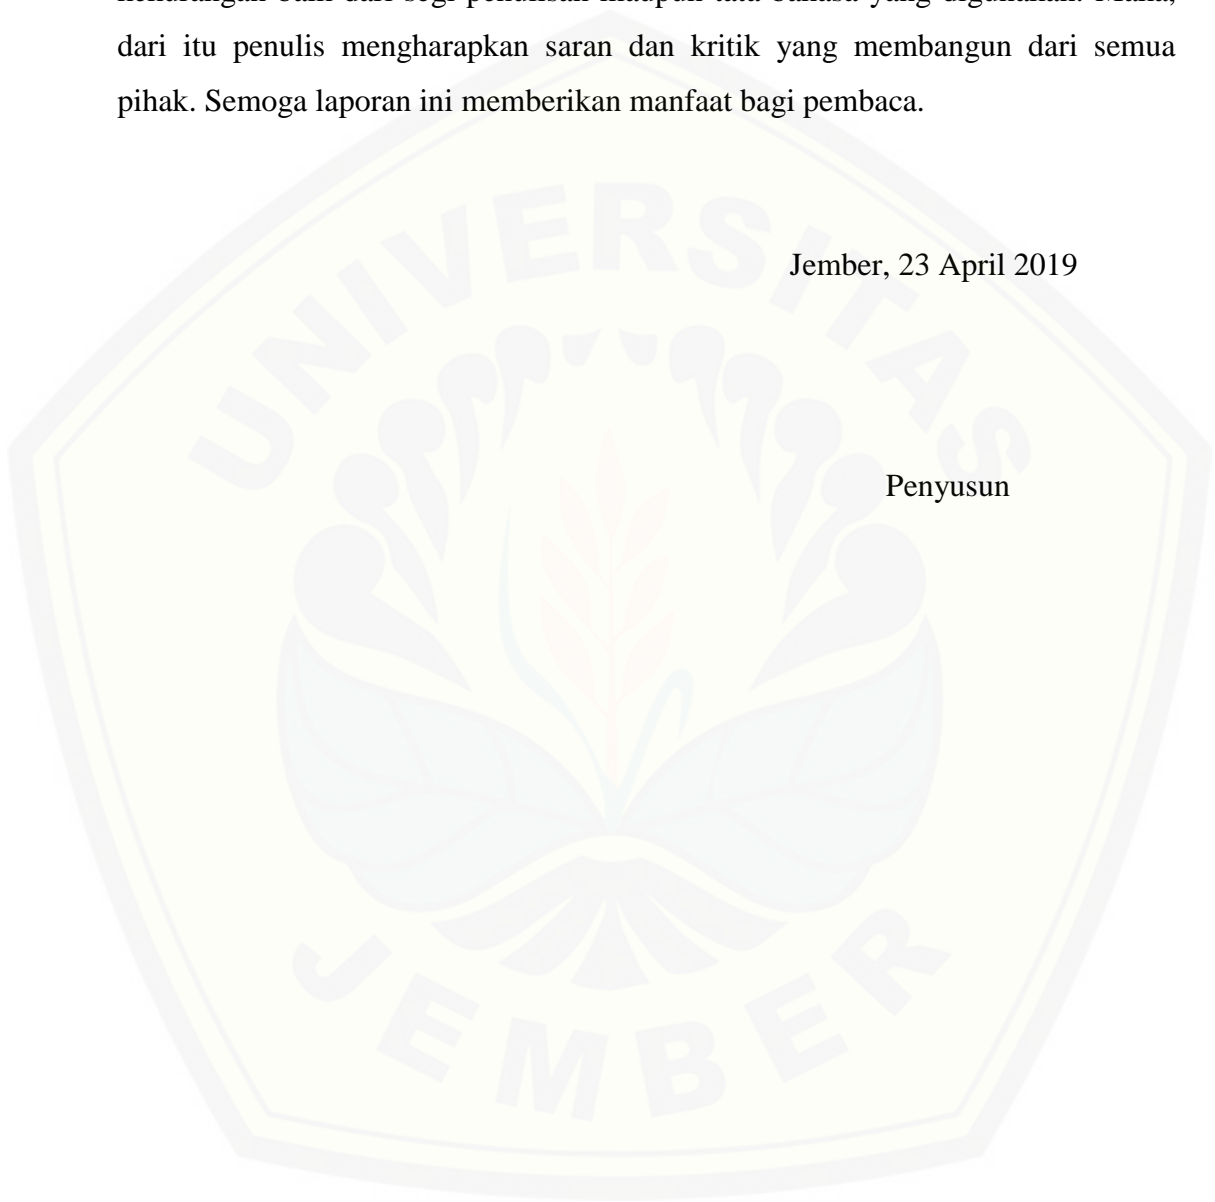 dari itu penulis mengharapkan saran dan kritik yang membangun dari semua
pihak. Semoga laporan ini memberikan manfaat bagi pembaca.
UNIVERSITAS
Jember, 23 April 2019
Penyusun
JEMBER